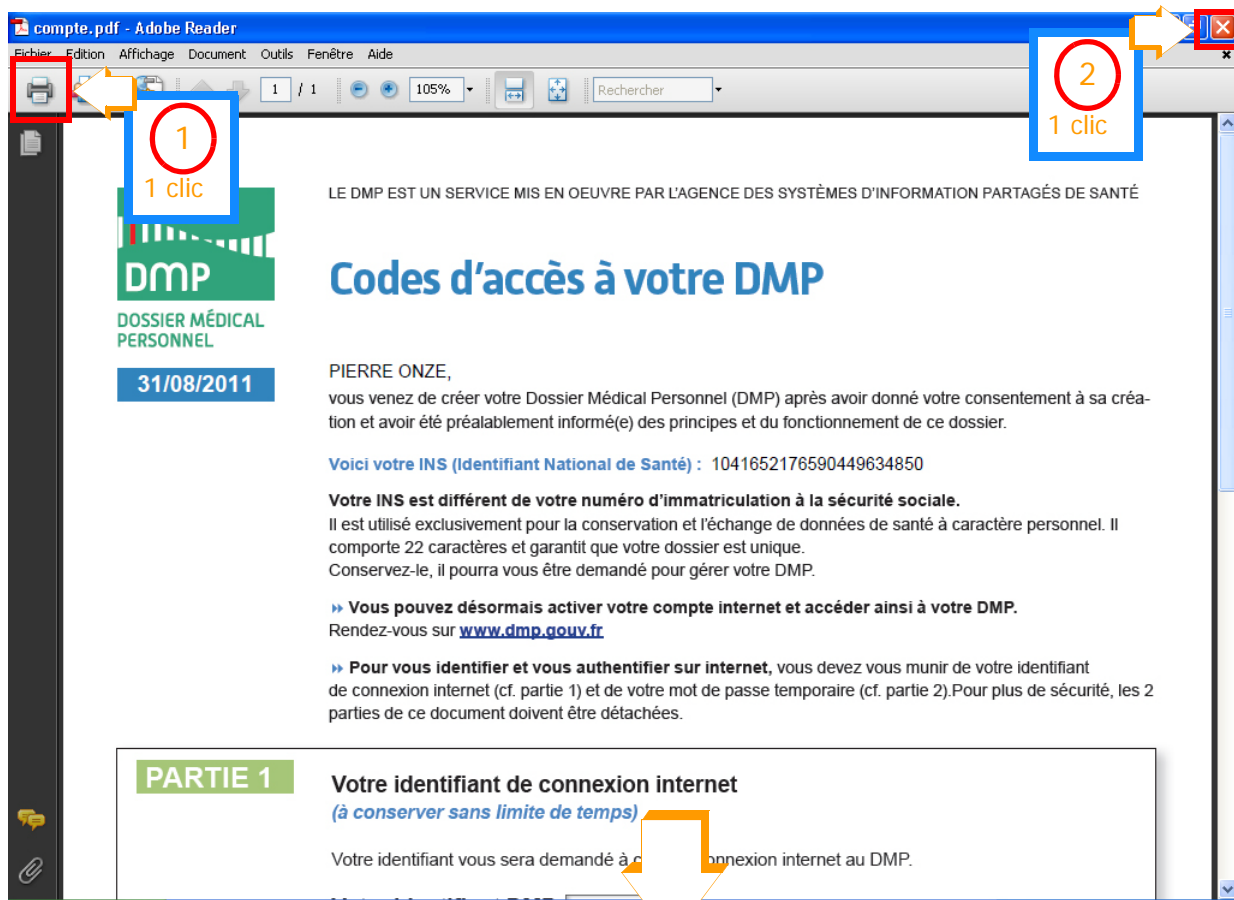 compte.pdf - Adobe Reader
Fichier Edition Affichage Document Outils Fenêtre Aide
1 / 1 105% Rechercher
1
1 clic
2
1 clic
LE DMP EST UN SERVICE MIS EN OEUVRE PAR L'AGENCE DES SYSTÈMES D'INFORMATION PARTAGÉS DE SANTÉ
DMP
DOSSIER MÉDICAL
PERSONNEL
31/08/2011
Codes d'accès à votre DMP
PIERRE ONZE,
vous venez de créer votre Dossier Médical Personnel (DMP) après avoir donné votre consentement à sa créa-
tion et avoir été préalablement informé(e) des principes et du fonctionnement de ce dossier.
Voici votre INS (Identifiant National de Santé) : 1041652176590449634850
Votre INS est différent de votre numéro d'immatriculation à la sécurité sociale.
Il est utilisé exclusivement pour la conservation et l'échange de données de santé à caractère personnel. Il
comporte 22 caractères et garantit que votre dossier est unique.
Conservez-le, il pourra vous être demandé pour gérer votre DMP.
» Vous pouvez désormais activer votre compte internet et accéder ainsi à votre DMP.
Rendez-vous sur www.dmp.gouv.fr
» Pour vous identifier et vous authentifier sur internet, vous devez vous munir de votre identifiant
de connexion internet (cf. partie 1) et de votre mot de passe temporaire (cf. partie 2).Pour plus de sécurité, les 2
parties de ce document doivent être détachées.
PARTIE 1
Votre identifiant de connexion internet
(à conserver sans limite de temps)
Votre identifiant vous sera demandé à onnexion internet au DMP.